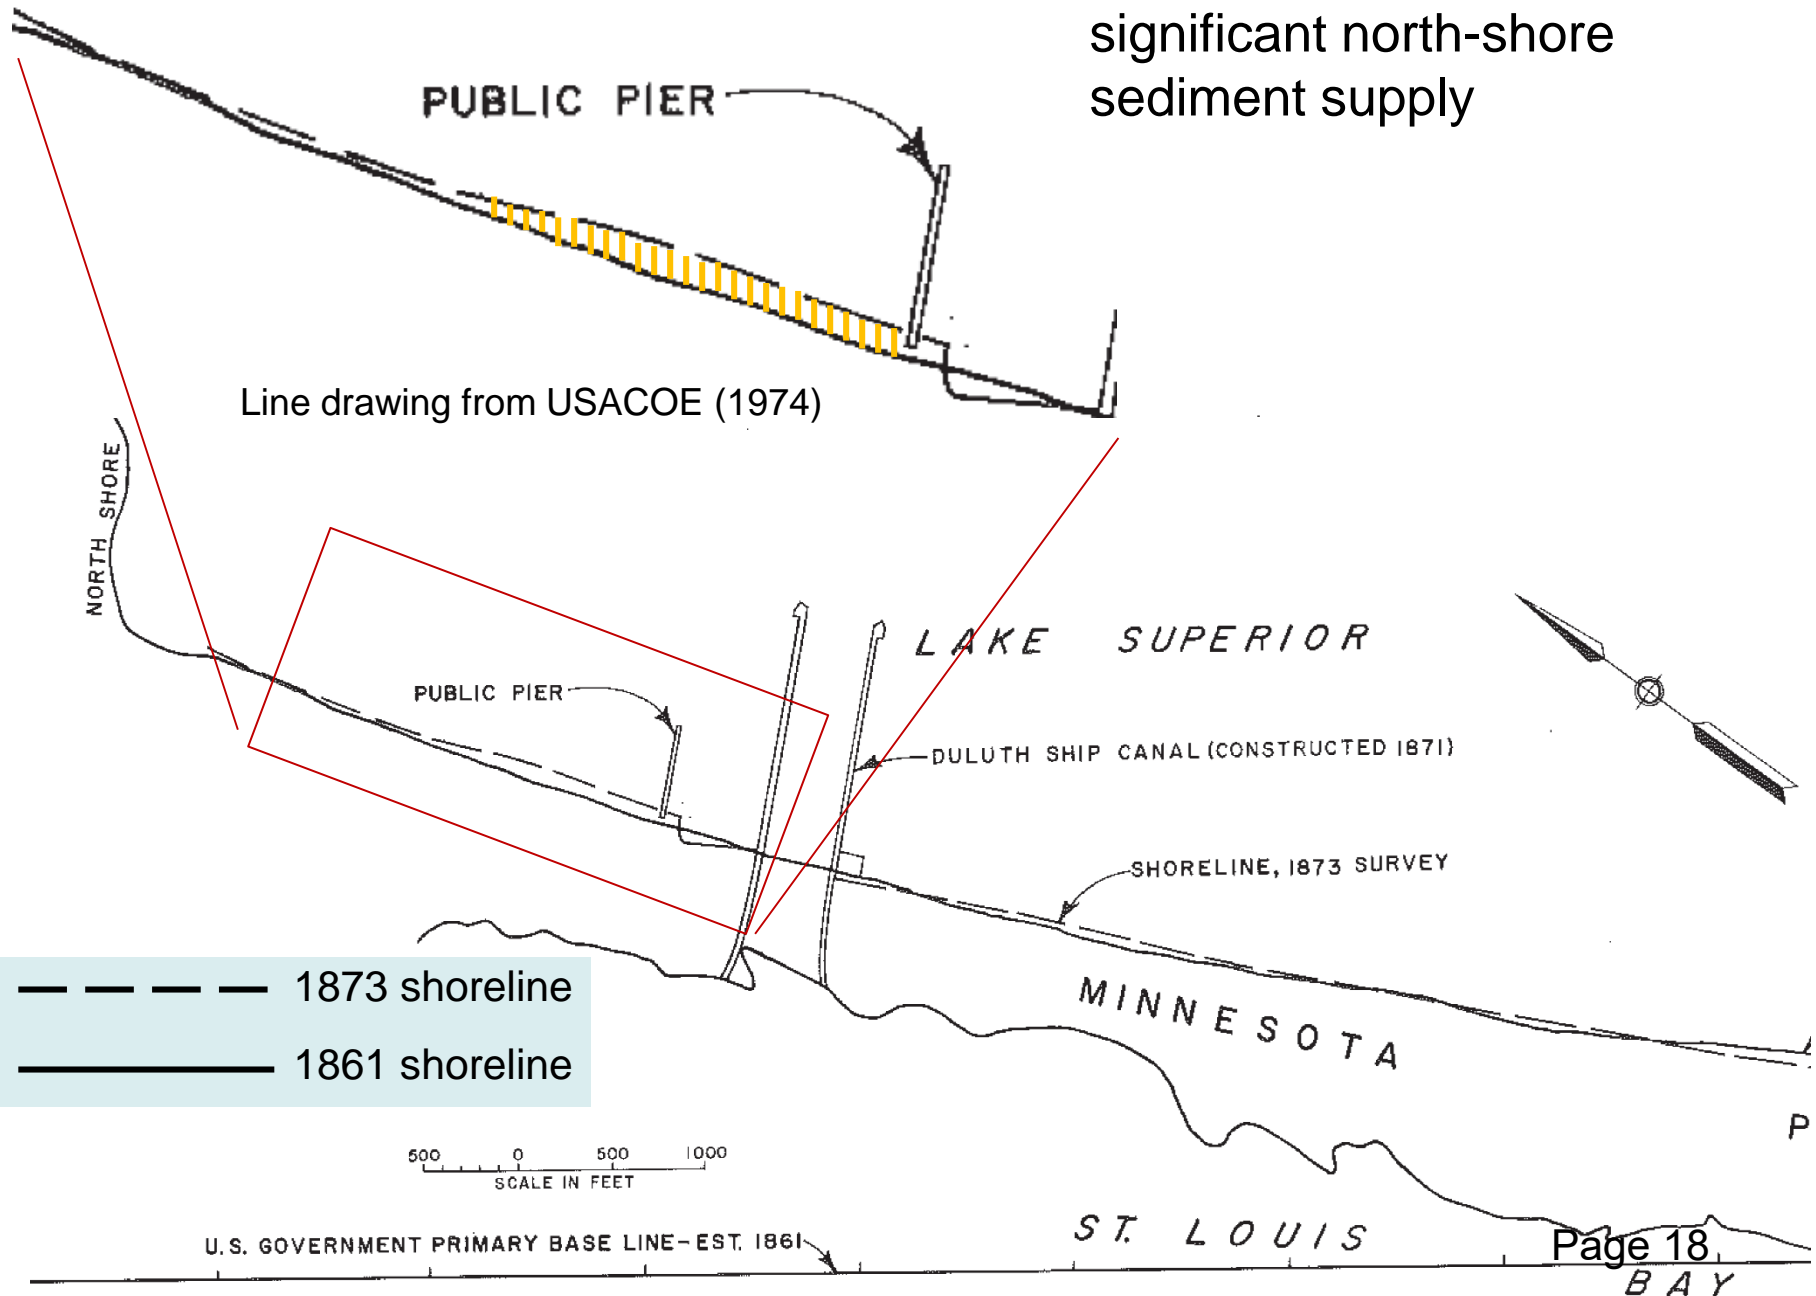 significant north-shore
sediment supply
PUBLIC PIER
Line drawing from USACOE (1974)
NORTH SHORE
LAKE SUPERIOR
PUBLIC PIER
DULUTH SHIP CANAL (CONSTRUCTED 1871)
SHORELINE, 1873 SURVEY
1873 shoreline
1861 shoreline
MINNESOTA
P
500 0 500 1000
SCALE IN FEET
U.S. GOVERNMENT PRIMARY BASE LINE-EST. 1861
ST. LOUIS
BAY
Page 18